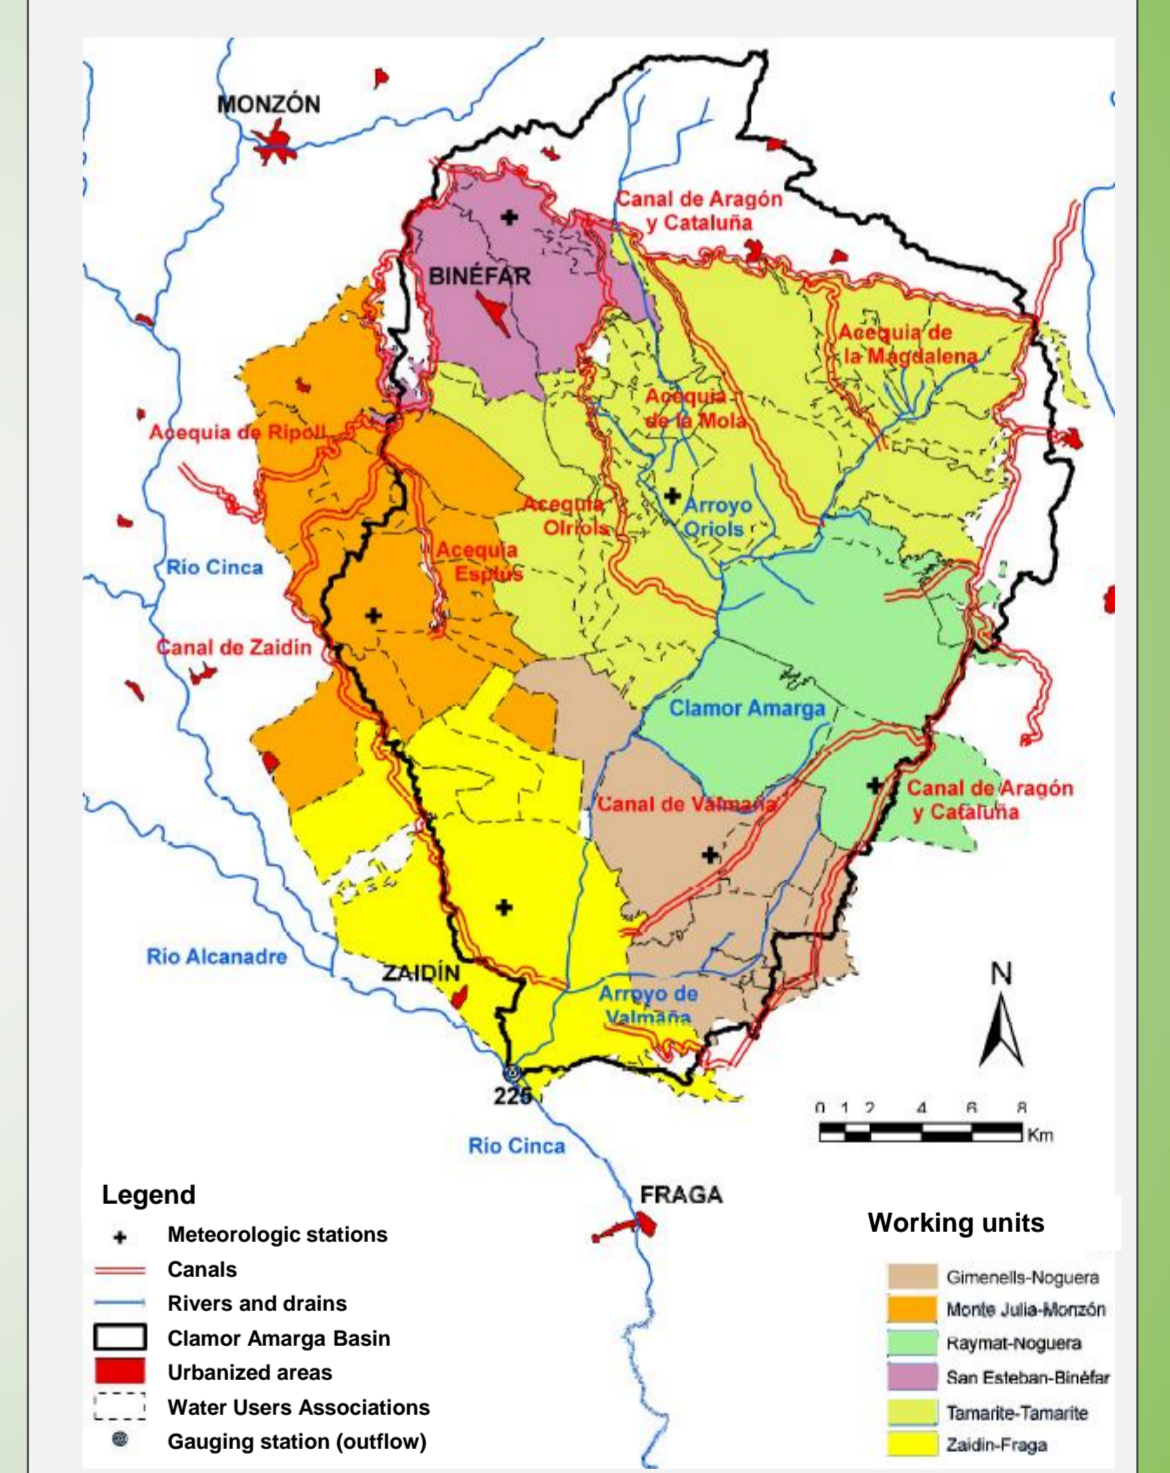 MONZÓN
Canal de Aragón
y Cataluña
BINÉFAR
Acequia de
la Magdalena
Acequia
de la Mola
Acequia de Ripoll
Acequia
Olriols
Arroyo
Oriols
Acequia
Esplús
Río Cinca
Canal de Zaidín
Clamor Amarga
Canal de Valmaña
Canal de Aragón
y Cataluña
Río Alcanadre
ZAIDÍN
Arroyo de
Valmaña
N
225
0 1 2 4 6 8
Km
Río Cinca
FRAGA
Legend
Meteorologic stations
Canals
Rivers and drains
Clamor Amarga Basin
Urbanized areas
Water Users Associations
Gauging station (outflow)
Working units
Gimenells-Noguera
Monte Julia-Monzón
Raymat-Noguera
San Esteban-Binéfar
Tamarite-Tamarite
Zaidin-Fraga